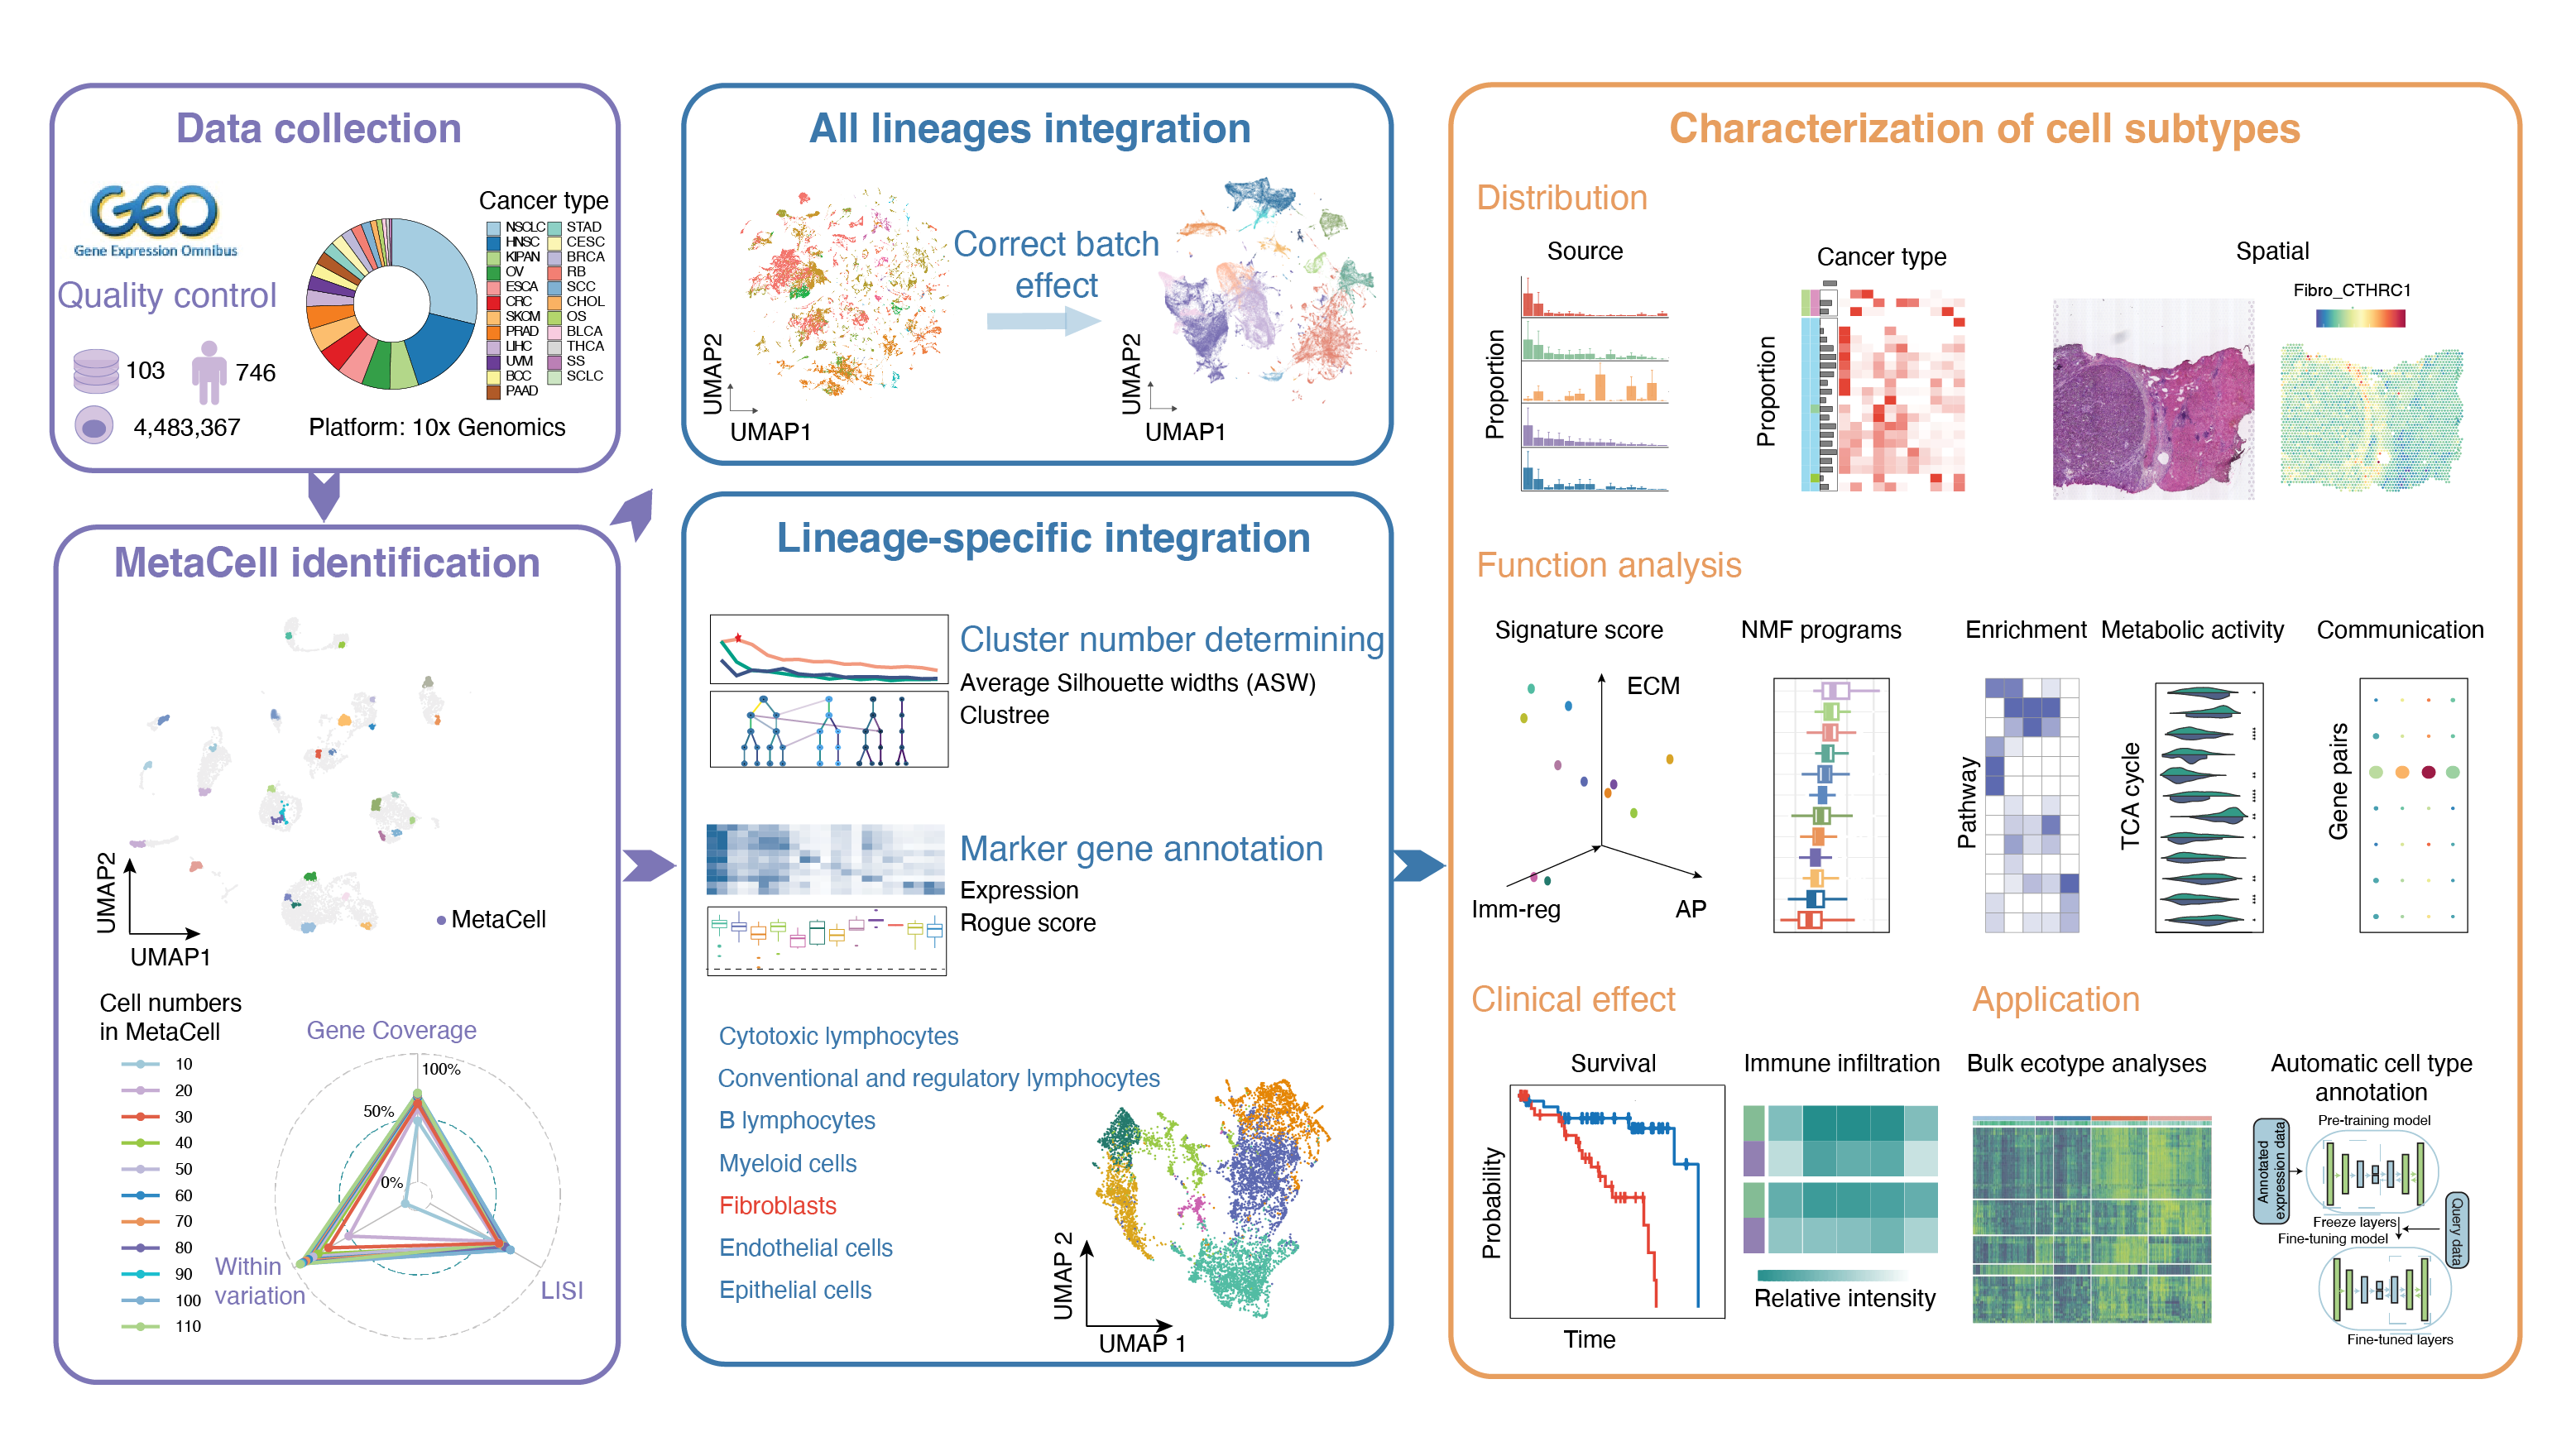 Data collection
GEO
Gene Expression Omnibus
Quality control
103
746
4,483,367
Cancer type
NSCLC
HNSC
KIPAN
OV
ESCA
CRC
SKCM
PRAD
LIHC
UVM
BCC
PAAD
STAD
CESC
BRCA
RB
SCC
CHOL
OS
BLCA
THCA
SS
SCLC
Platform: 10x Genomics
MetaCell identification
UMAP2
UMAP1
MetaCell
Cell numbers
in MetaCell
10
20
30
40
50
60
70
80
90
100
110
Gene Coverage
100%
50%
0%
Within
variation
LISI
All lineages integration
UMAP2
UMAP1
Correct batch
effect
UMAP2
UMAP1
Lineage-specific integration
Cluster number determining
Average Silhouette widths (ASW)
Clustree
Marker gene annotation
Expression
Rogue score
Cytotoxic lymphocytes
Conventional and regulatory lymphocytes
B lymphocytes
Myeloid cells
Fibroblasts
Endothelial cells
Epithelial cells
UMAP 2
UMAP 1
Characterization of cell subtypes
Distribution
Source
Proportion
Cancer type
Proportion
Spatial
Fibro_CTHRC1
Function analysis
Signature score
ECM
Imm-reg
AP
NMF programs
Enrichment
Pathway
Metabolic activity
TCA cycle
Communication
Gene pairs
Clinical effect
Survival
Probability
Time
Immune infiltration
Relative intensity
Application
Bulk ecotype analyses
Automatic cell type
annotation
Pre-training model
Annotated
expression data
Freeze layers
Fine-tuning model
Query data
Fine-tuned layers